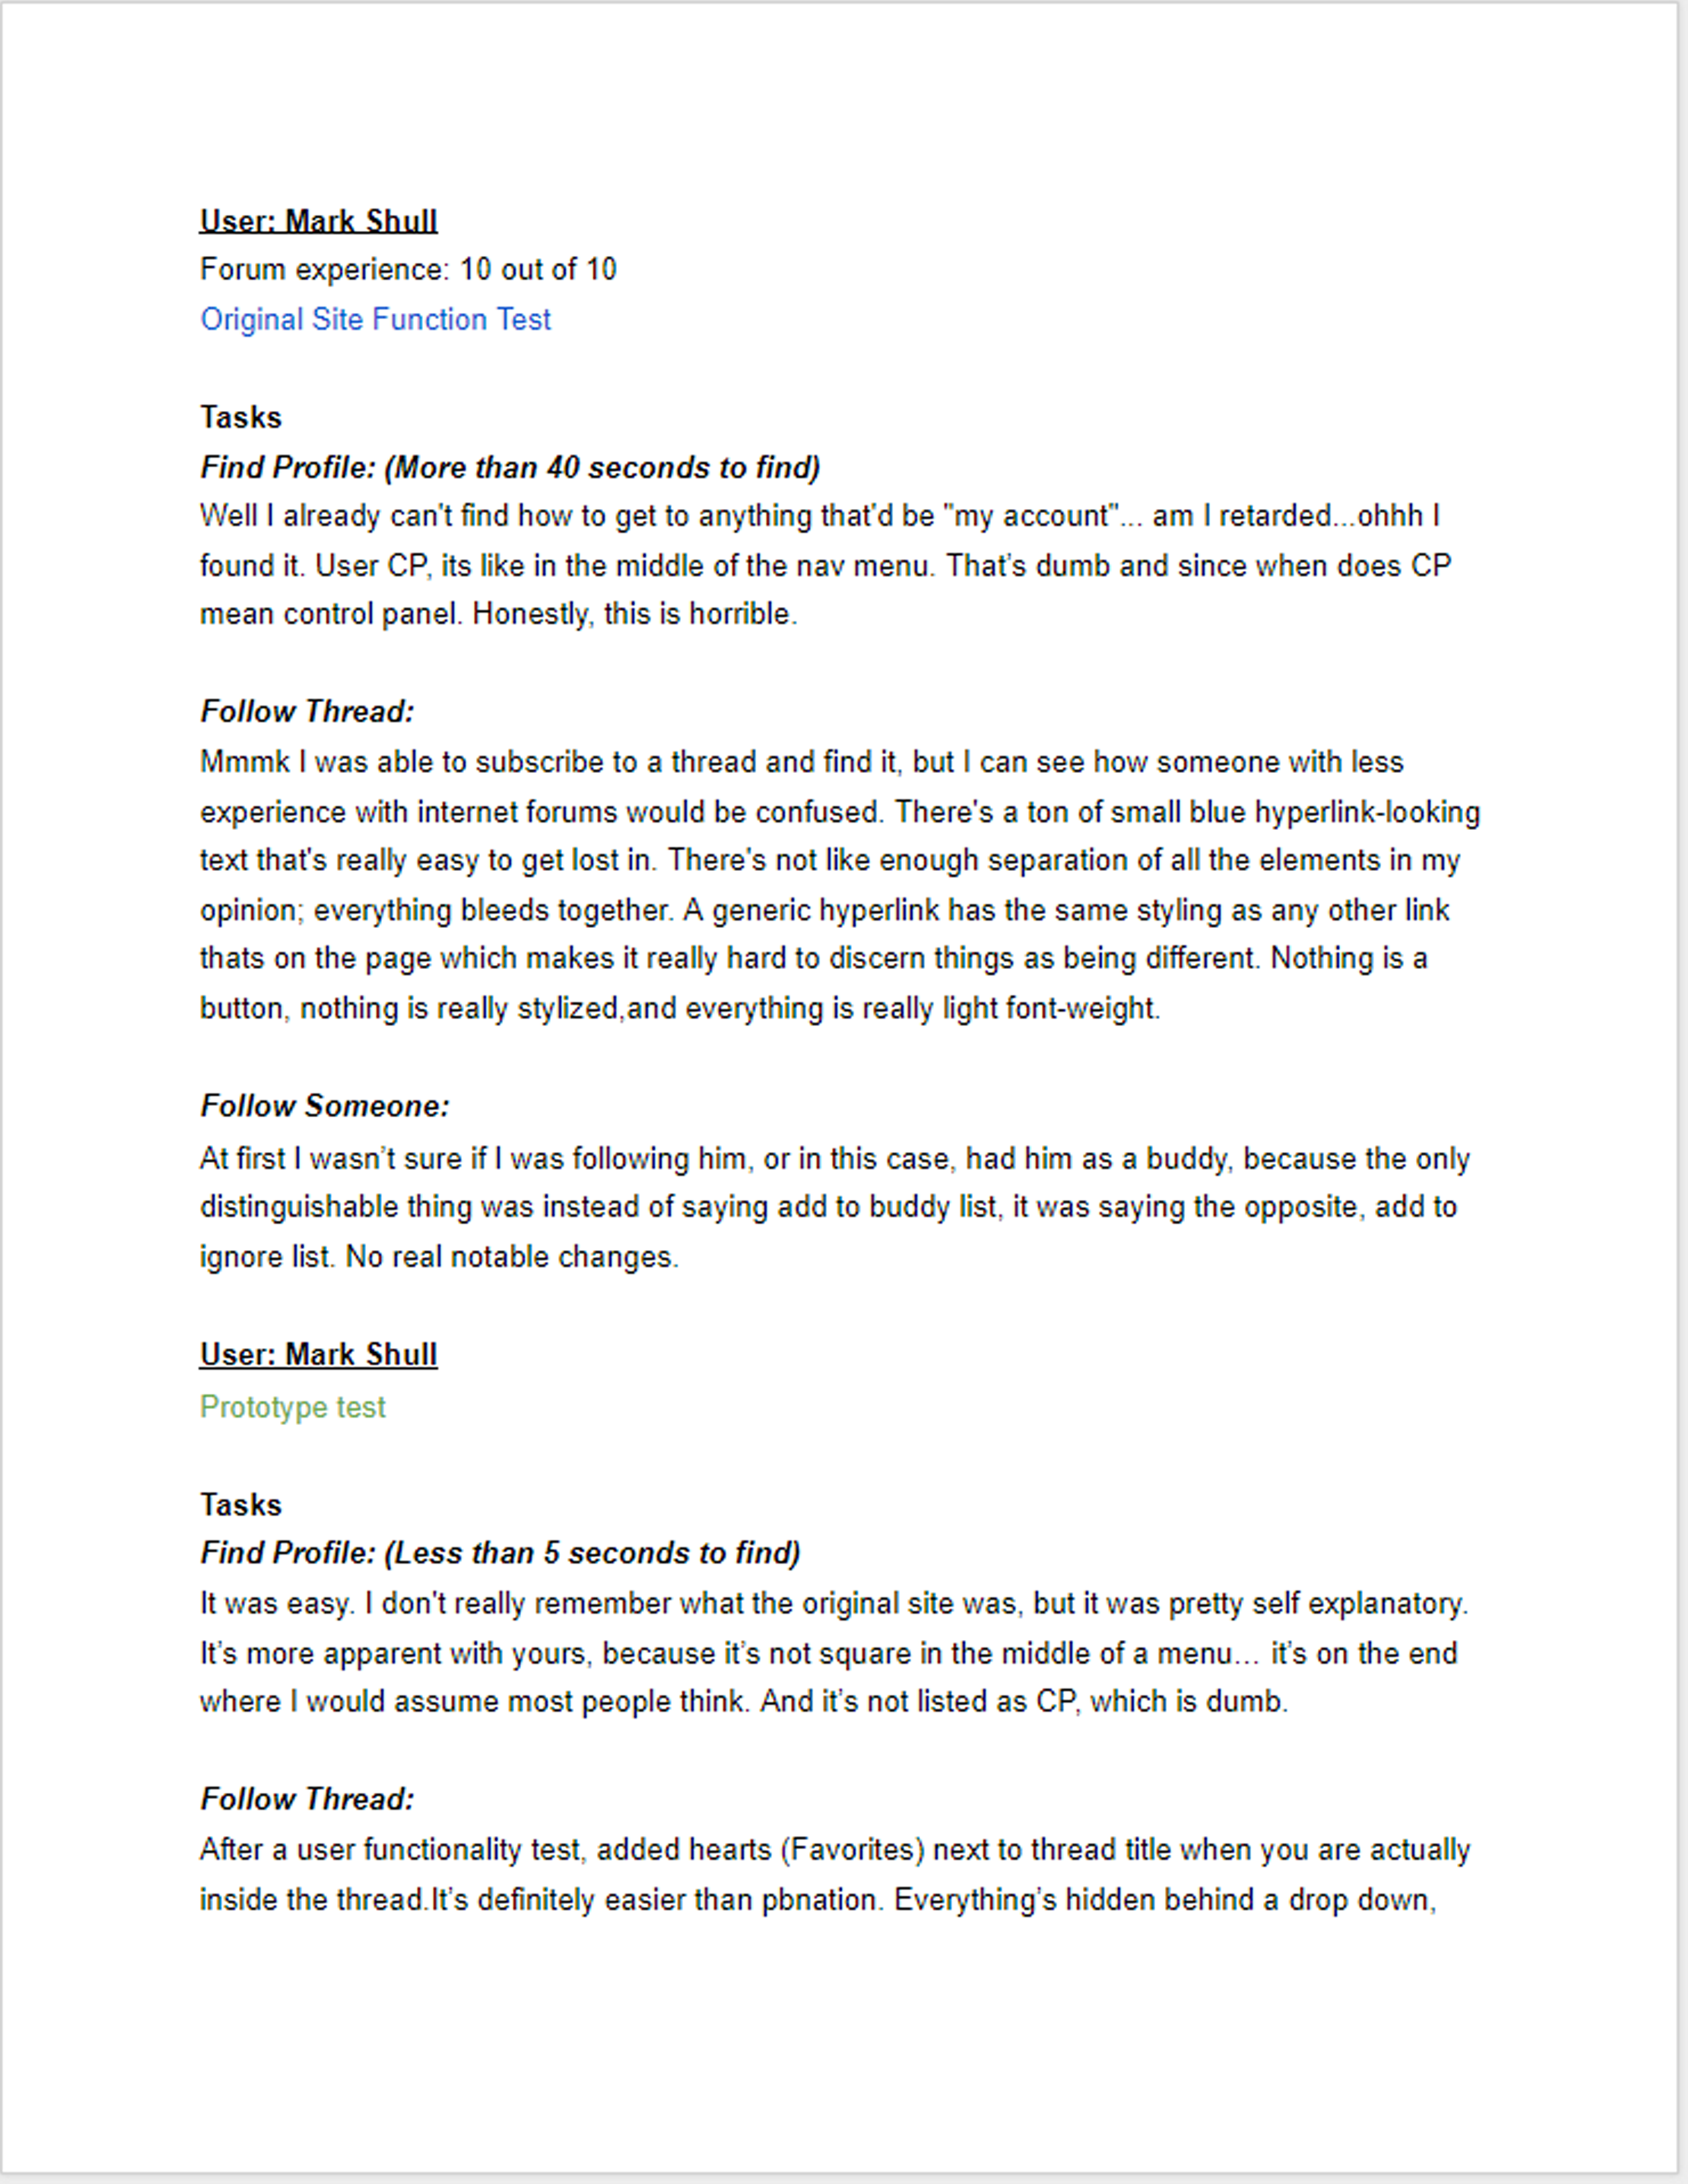 User: Mark Shull
Forum experience: 10 out of 10
Original Site Function Test
Tasks
Find Profile: (More than 40 seconds to find)
Well I already can't find how to get to anything that'd be "my account"... am I retarded...ohhh I
found it. User CP, its like in the middle of the nav menu. That’s dumb and since when does CP
mean control panel. Honestly, this is horrible.
Follow Thread:
Mmmk I was able to subscribe to a thread and find it, but I can see how someone with less
experience with internet forums would be confused. There's a ton of small blue hyperlink-looking
text that's really easy to get lost in. There's not like enough separation of all the elements in my
opinion; everything bleeds together. A generic hyperlink has the same styling as any other link
thats on the page which makes it really hard to discern things as being different. Nothing is a
button, nothing is really stylized,and everything is really light font-weight.
Follow Someone:
At first I wasn’t sure if I was following him, or in this case, had him as a buddy, because the only
distinguishable thing was instead of saying add to buddy list, it was saying the opposite, add to
ignore list. No real notable changes.
User: Mark Shull
Prototype test
Tasks
Find Profile: (Less than 5 seconds to find)
It was easy. I don't really remember what the original site was, but it was pretty self explanatory.
It’s more apparent with yours, because it’s not square in the middle of a menu… it’s on the end
where I would assume most people think. And it’s not listed as CP, which is dumb.
Follow Thread:
After a user functionality test, added hearts (Favorites) next to thread title when you are actually
inside the thread.It’s definitely easier than pbnation. Everything’s hidden behind a drop down,